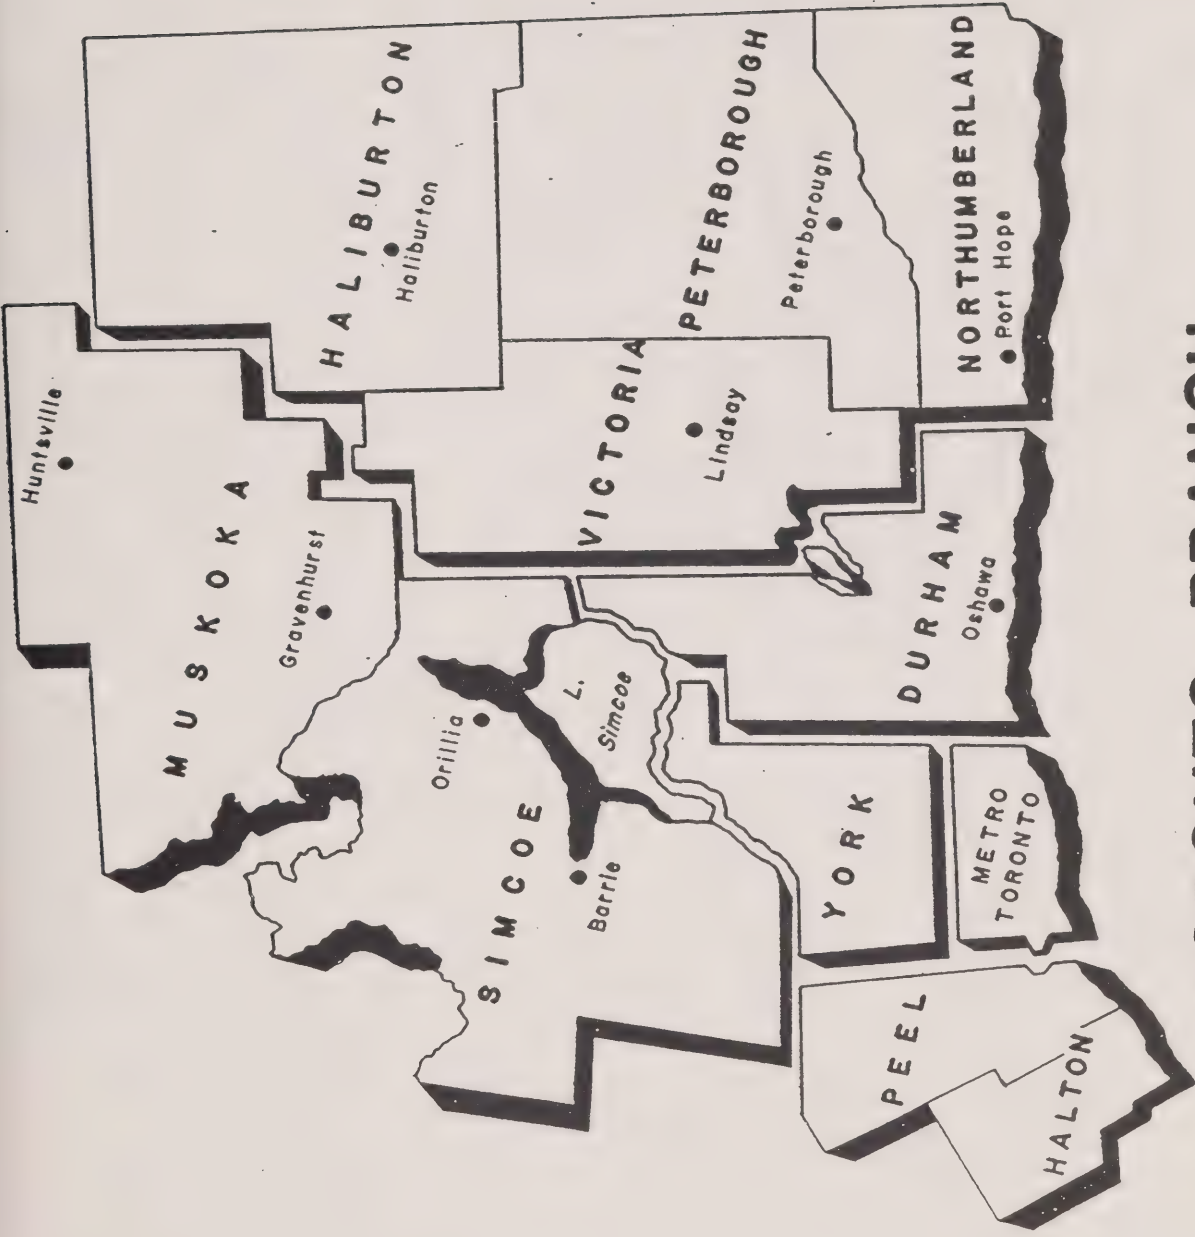 Huntsville
MUSKOKA
Gravenhurst
HALIBURTON
Haliburton
VICTORIA
Lindsay
PETERBOROUGH
Peterborough
NORTHUMBERLAND
Port Hope
Orillia
L.
Simcoe
SIMCOE
Barrie
DURHAM
Oshawa
YORK
METRO
TORONTO
PEEL
HALTON